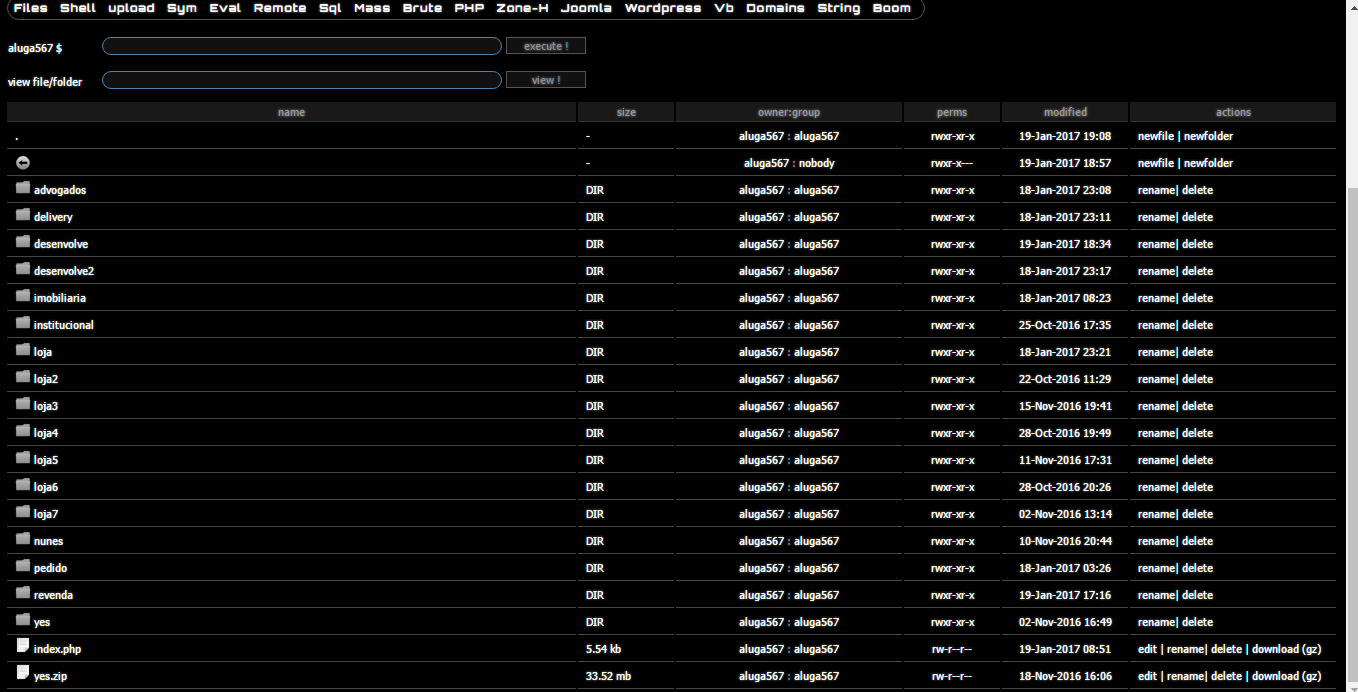 Files Shell upload Sym Eval Remote Sql Mass Brute PHP Zone-H Joomla Wordpress Vb Domains String Boom
aluga567 $ execute !
view file/folder view !
name size owner:group perms modified actions
. - aluga567 : aluga567 rwxr-xr-x 19-Jan-2017 19:08 newfile | newfolder
- aluga567 : nobody rwxr-x--- 19-Jan-2017 18:57 newfile | newfolder
advogados DIR aluga567 : aluga567 rwxr-xr-x 18-Jan-2017 23:08 rename| delete
delivery DIR aluga567 : aluga567 rwxr-xr-x 18-Jan-2017 23:11 rename| delete
desenvolve DIR aluga567 : aluga567 rwxr-xr-x 19-Jan-2017 18:34 rename| delete
desenvolve2 DIR aluga567 : aluga567 rwxr-xr-x 18-Jan-2017 23:17 rename| delete
imobiliaria DIR aluga567 : aluga567 rwxr-xr-x 18-Jan-2017 08:23 rename| delete
institucional DIR aluga567 : aluga567 rwxr-xr-x 25-Oct-2016 17:35 rename| delete
loja DIR aluga567 : aluga567 rwxr-xr-x 18-Jan-2017 23:21 rename| delete
loja2 DIR aluga567 : aluga567 rwxr-xr-x 22-Oct-2016 11:29 rename| delete
loja3 DIR aluga567 : aluga567 rwxr-xr-x 15-Nov-2016 19:41 rename| delete
loja4 DIR aluga567 : aluga567 rwxr-xr-x 28-Oct-2016 19:49 rename| delete
loja5 DIR aluga567 : aluga567 rwxr-xr-x 11-Nov-2016 17:31 rename| delete
loja6 DIR aluga567 : aluga567 rwxr-xr-x 28-Oct-2016 20:26 rename| delete
loja7 DIR aluga567 : aluga567 rwxr-xr-x 02-Nov-2016 13:14 rename| delete
nunes DIR aluga567 : aluga567 rwxr-xr-x 10-Nov-2016 20:44 rename| delete
pedido DIR aluga567 : aluga567 rwxr-xr-x 18-Jan-2017 03:26 rename| delete
revenda DIR aluga567 : aluga567 rwxr-xr-x 19-Jan-2017 17:16 rename| delete
yes DIR aluga567 : aluga567 rwxr-xr-x 02-Nov-2016 16:49 rename| delete
index.php 5.54 kb aluga567 : aluga567 rw-r--r-- 19-Jan-2017 08:51 edit | rename| delete | download (gz)
yes.zip 33.52 mb aluga567 : aluga567 rw-r--r-- 18-Nov-2016 16:06 edit | rename| delete | download (gz)